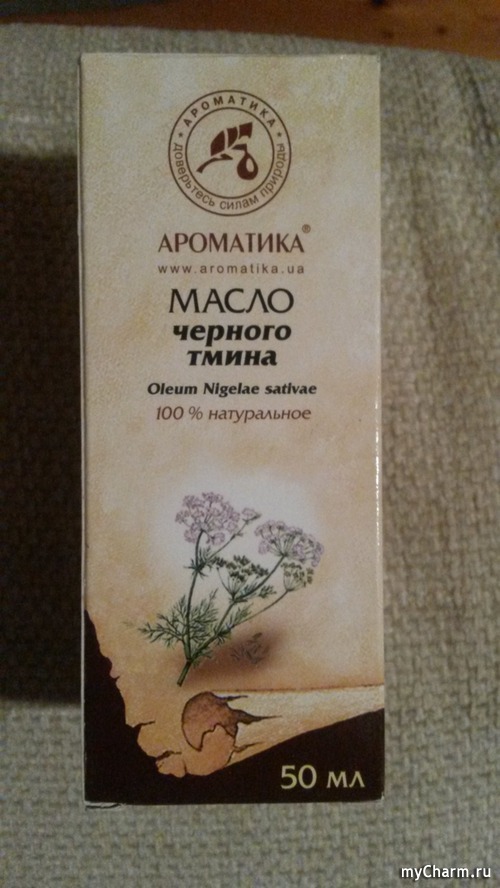 АРОМАТИКА
доверьтесь силам природы
АРОМАТИКА®
www.aromatika.ua
МАСЛО
черного
тмина
Oleum Nigelae sativae
100 % натуральное
50 мл
myCharm.ru